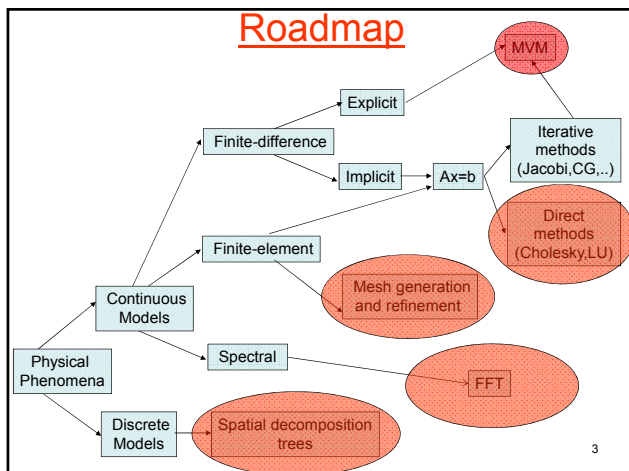 Roadmap
MVM
Explicit
Finite-difference
Iterative
methods
(Jacobi,CG,..)
Implicit
Ax=b
Direct
methods
(Cholesky,LU)
Finite-element
Mesh generation
and refinement
Continuous
Models
Physical
Phenomena
Spectral
FFT
Discrete
Models
Spatial decomposition
trees
3